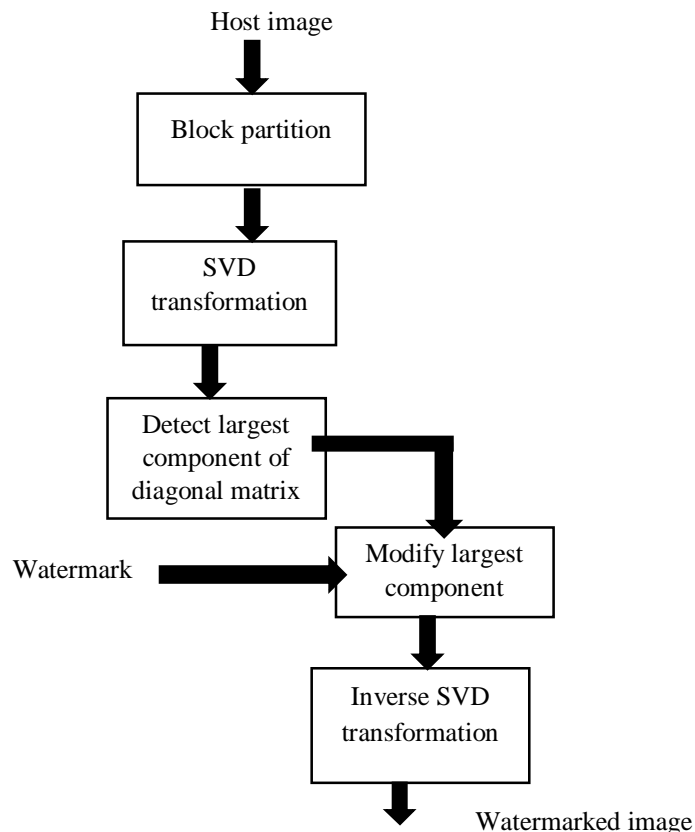 Host image
Block partition
SVD
transformation
Detect largest
component of
diagonal matrix
Watermark
Modify largest
component
Inverse SVD
transformation
Watermarked image